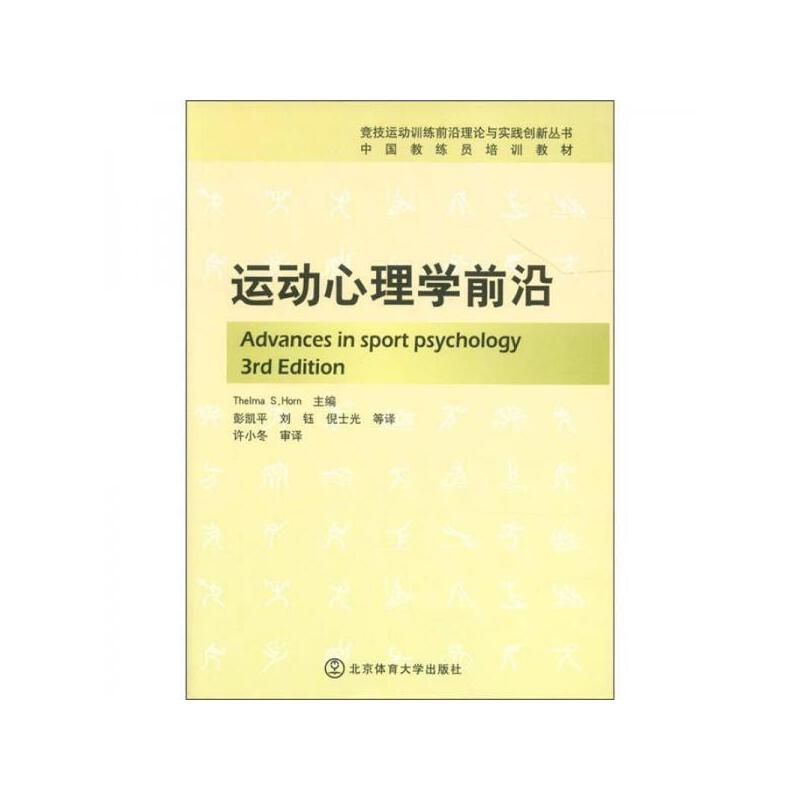 竞技运动训练前沿理论与实践创新丛书
中国教练员培训教材
运动心理学前沿
Advances in sport psychology
3rd Edition
Thelma S.Horn 主编
彭凯平 刘 钰 倪士光 等译
许小冬 审译
北京体育大学出版社